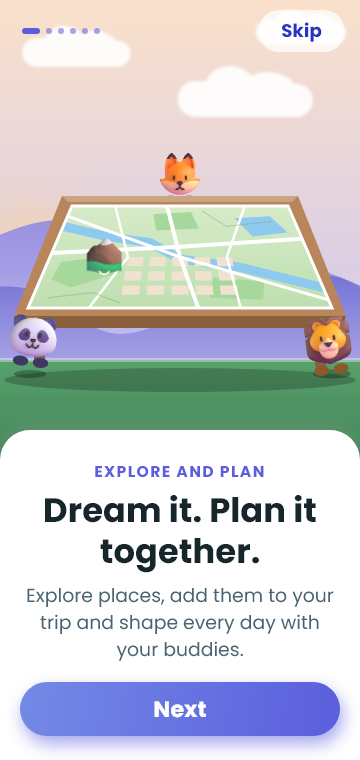 Skip
EXPLORE AND PLAN
Dream it. Plan it
together.
Explore places, add them to your
trip and shape every day with
your buddies.
Next